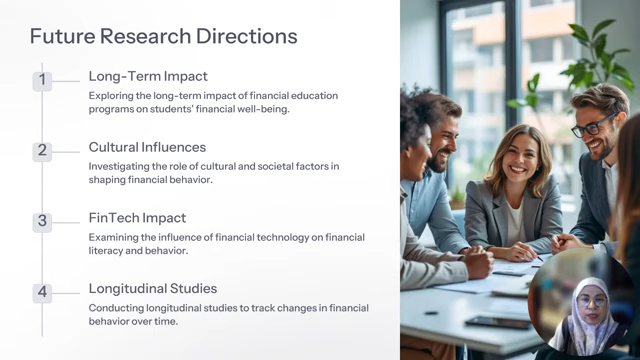 Future Research Directions
1
Long-Term Impact
Exploring the long-term impact of financial education
programs on students' financial well-being.
2
Cultural Influences
Investigating the role of cultural and societal factors in
shaping financial behavior.
3
FinTech Impact
Examining the influence of financial technology on financial
literacy and behavior.
4
Longitudinal Studies
Conducting longitudinal studies to track changes in financial
behavior over time.